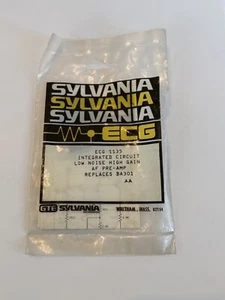 SYLVANIA
SYLVANIA
SYLVANIA
ECG
ECG 1135
INTEGRATED CIRCUIT
LOW NOISE HIGH GAIN
AF PRE-AMP
REPLACES BA301
AA
GTE SYLVANIA
WALTHAM, MASS. 02154